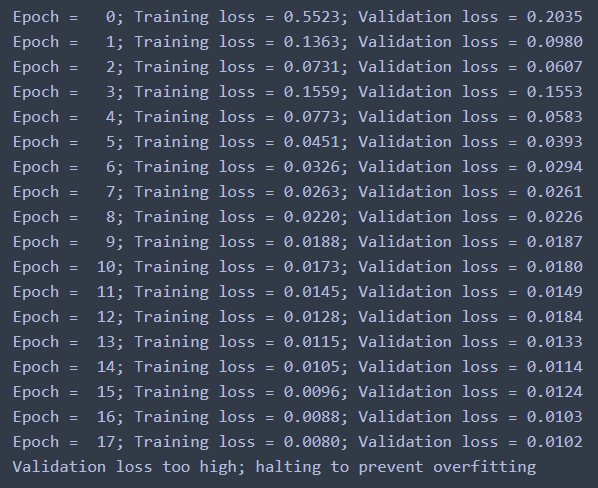 Epoch =   0; Training loss = 0.5523; Validation loss = 0.2035
Epoch =   1; Training loss = 0.1363; Validation loss = 0.0980
Epoch =   2; Training loss = 0.0731; Validation loss = 0.0607
Epoch =   3; Training loss = 0.1559; Validation loss = 0.1553
Epoch =   4; Training loss = 0.0773; Validation loss = 0.0583
Epoch =   5; Training loss = 0.0451; Validation loss = 0.0393
Epoch =   6; Training loss = 0.0326; Validation loss = 0.0294
Epoch =   7; Training loss = 0.0263; Validation loss = 0.0261
Epoch =   8; Training loss = 0.0220; Validation loss = 0.0226
Epoch =   9; Training loss = 0.0188; Validation loss = 0.0187
Epoch =  10; Training loss = 0.0173; Validation loss = 0.0180
Epoch =  11; Training loss = 0.0145; Validation loss = 0.0149
Epoch =  12; Training loss = 0.0128; Validation loss = 0.0184
Epoch =  13; Training loss = 0.0115; Validation loss = 0.0133
Epoch =  14; Training loss = 0.0105; Validation loss = 0.0114
Epoch =  15; Training loss = 0.0096; Validation loss = 0.0124
Epoch =  16; Training loss = 0.0088; Validation loss = 0.0103
Epoch =  17; Training loss = 0.0080; Validation loss = 0.0102
Validation loss too high; halting to prevent overfitting